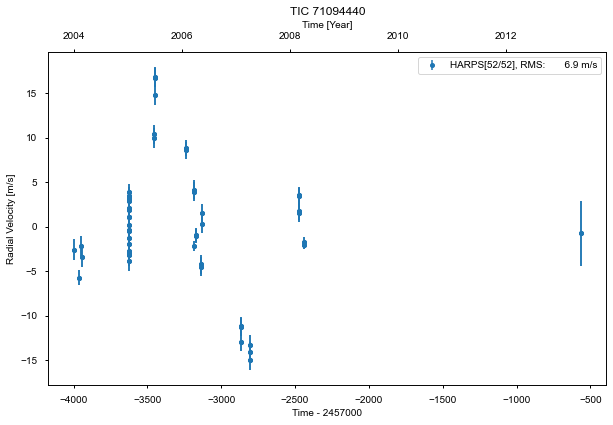 TIC 71094440
Time [Year]
2004 2006 2008 2010 2012
HARPS[52/52], RMS: 6.9 m/s
Radial Velocity [m/s]
15
10
5
0
−5
−10
−15
−4000 −3500 −3000 −2500 −2000 −1500 −1000 −500
Time - 2457000